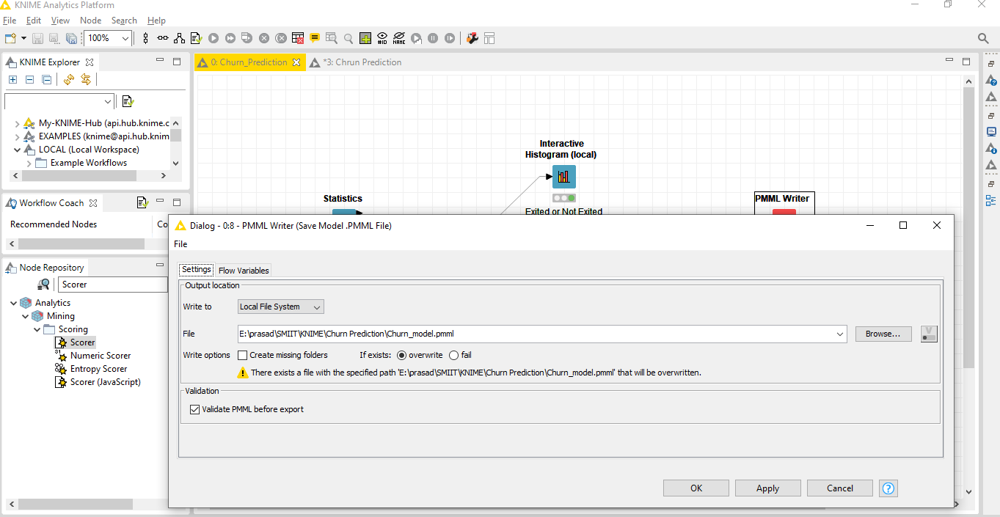 KNIME Analytics Platform
File Edit View Node Search Help
100%
#ID NAME
KNIME Explorer
0: Churn_Prediction
*3: Chrun Prediction
My-KNIME-Hub (api.hub.knime.c
EXAMPLES (knime@api.hub.knim
LOCAL (Local Workspace)
Example Workflows
Interactive
Histogram (local)
Exited or Not Exited
Statistics
PMML Writer
Workflow Coach
Recommended Nodes Co
Node Repository
Scorer
Analytics
Mining
Scoring
Scorer
Numeric Scorer
Entropy Scorer
Scorer (JavaScript)
Dialog - 0:8 - PMML Writer (Save Model .PMML File)
File
Settings Flow Variables
Output location
Write to Local File System
File E:\prasad\SMIIT\KNIME\Churn Prediction\Churn_model.pmml Browse... V
Write options Create missing folders If exists: overwrite fail
There exists a file with the specified path 'E:\prasad\SMIIT\KNIME\Churn Prediction\Churn_model.pmml' that will be overwritten.
Validation
Validate PMML before export
OK Apply Cancel ?